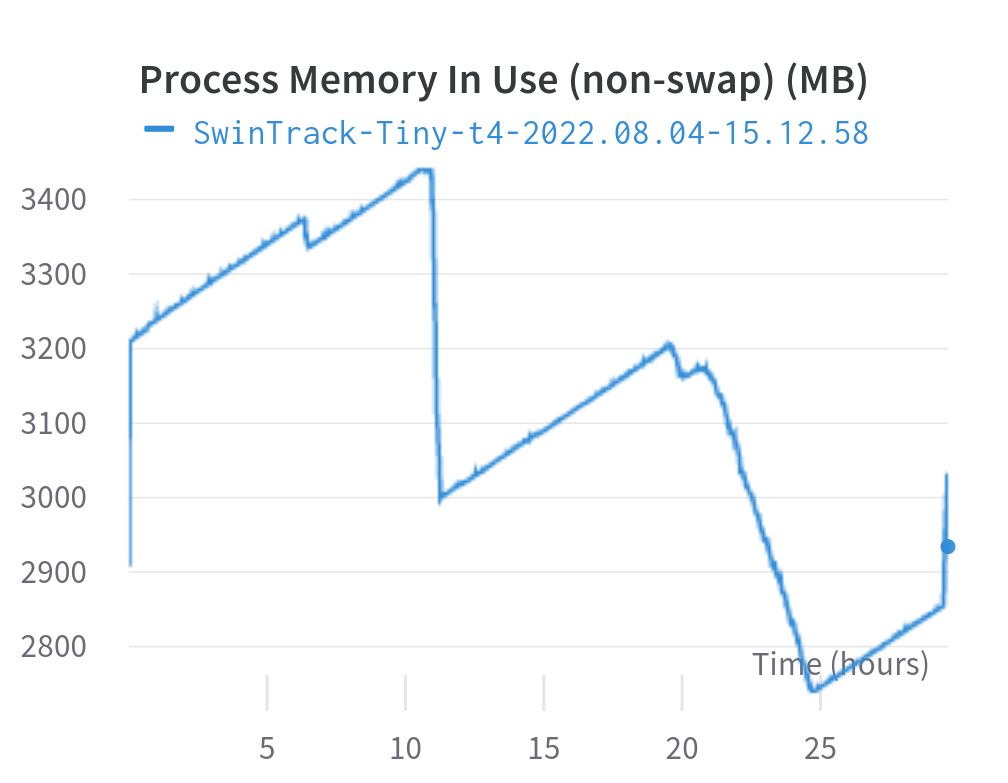 Process Memory In Use (non-swap) (MB)
SwinTrack-Tiny-t4-2022.08.04-15.12.58
3400
3300
3200
3100
3000
2900
2800
Time (hours)
5 10 15 20 25